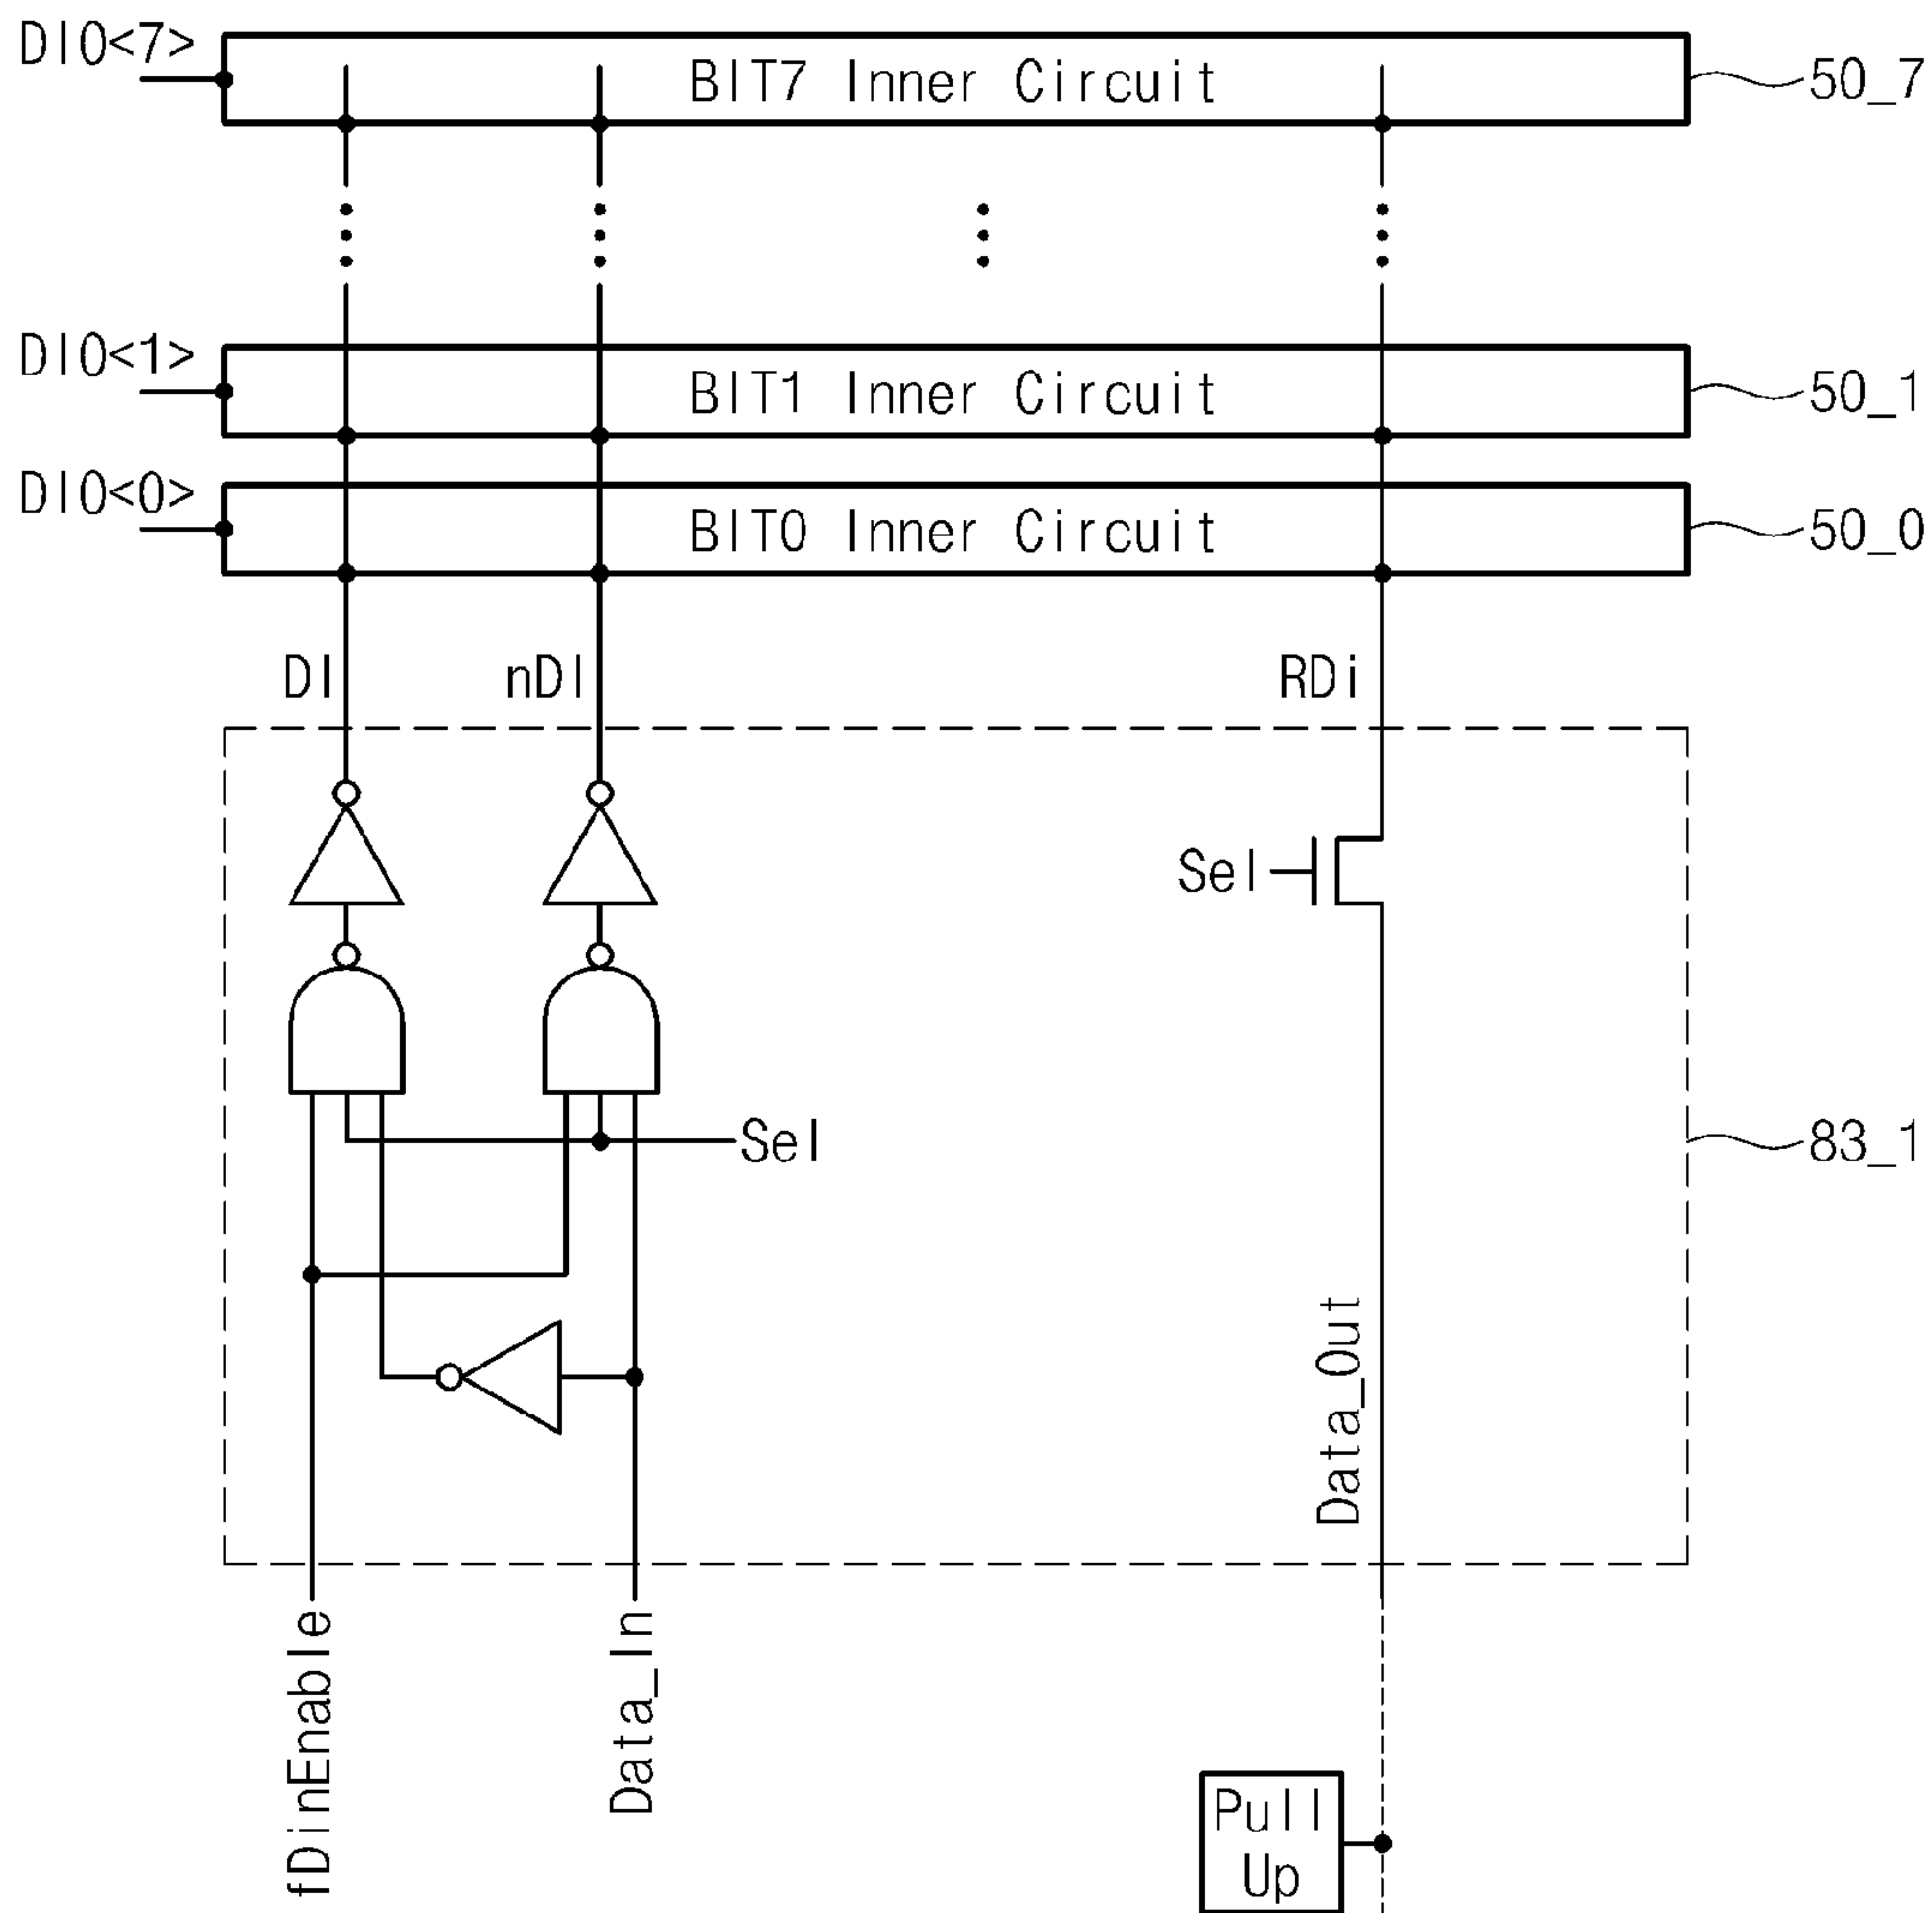 DIO<7>
BIT7 Inner Circuit
50_7
DIO<1>
BIT1 Inner Circuit
50_1
DIO<0>
BIT0 Inner Circuit
50_0
DI
nDI
RDi
Sel
Sel
83_1
Data_Out
fDinEnable
Data_In
Pull
Up